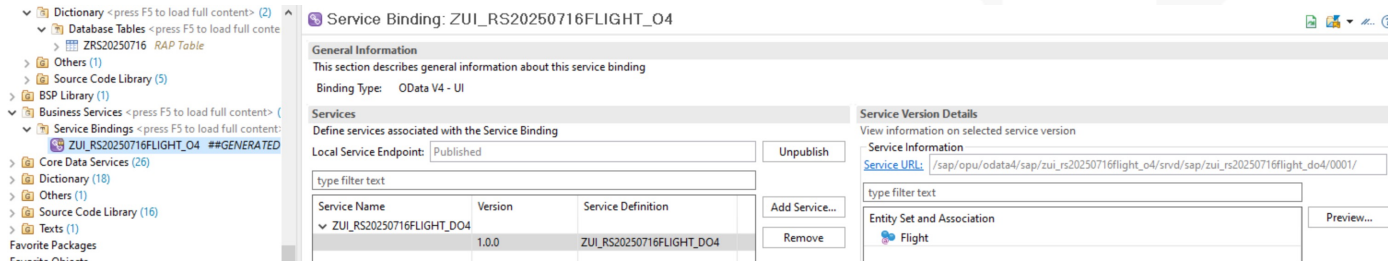 Dictionary <press F5 to load full content> (2)
Database Tables <press F5 to load full conte
ZRS20250716 RAP Table
Others (1)
Source Code Library (5)
BSP Library (1)
Business Services <press F5 to load full content> (
Service Bindings <press F5 to load full content:
ZUI_RS20250716FLIGHT_O4 ##GENERATED
Core Data Services (26)
Dictionary (18)
Others (1)
Source Code Library (16)
Texts (1)
Favorite Packages
Service Binding: ZUI_RS20250716FLIGHT_O4
General Information
This section describes general information about this service binding
Binding Type: OData V4 - UI
Services
Define services associated with the Service Binding
Local Service Endpoint: Published
Unpublish
type filter text
Service Name Version Service Definition
Add Service...
ZUI_RS20250716FLIGHT_DO4
1.0.0 ZUI_RS20250716FLIGHT_DO4
Remove
Service Version Details
View information on selected service version
Service Information
Service URL: /sap/opu/odata4/sap/zui_rs20250716flight_o4/srvd/sap/zui_rs20250716flight_do4/0001/
type filter text
Entity Set and Association
Preview...
Flight